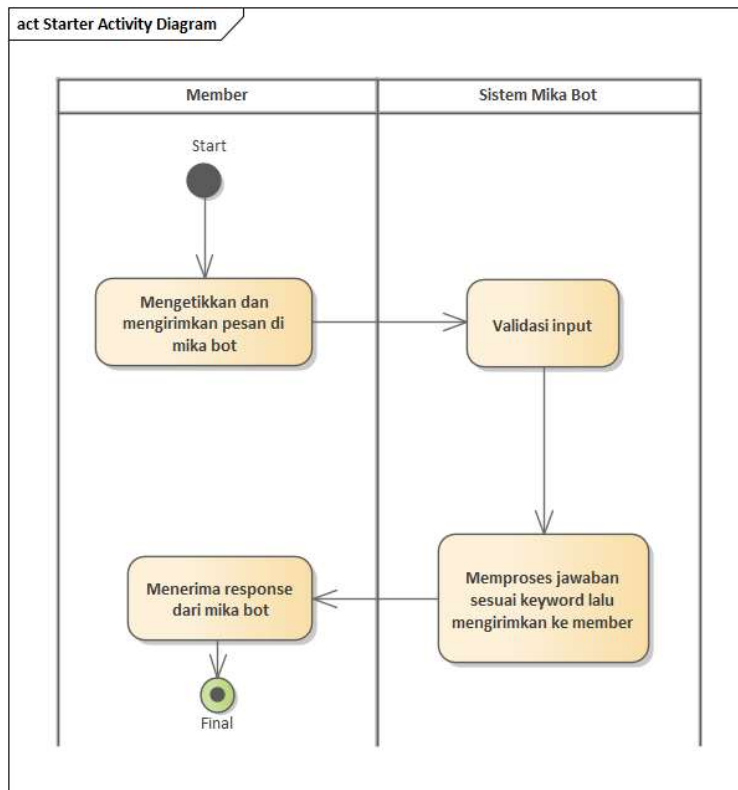 act Starter Activity Diagram
Member
Sistem Mika Bot
Start
Mengetikkan dan
mengirimkan pesan di
mika bot
Validasi input
Memproses jawaban
sesuai keyword lalu
mengirimkan ke member
Menerima response
dari mika bot
Final